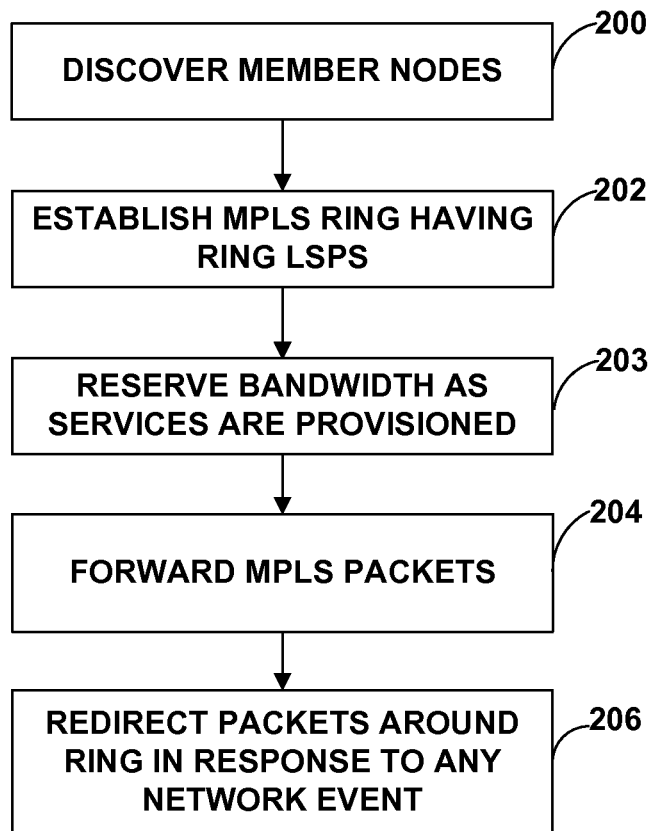 200
DISCOVER MEMBER NODES
202
ESTABLISH MPLS RING HAVING
RING LSPS
203
RESERVE BANDWIDTH AS
SERVICES ARE PROVISIONED
204
FORWARD MPLS PACKETS
206
REDIRECT PACKETS AROUND
RING IN RESPONSE TO ANY
NETWORK EVENT